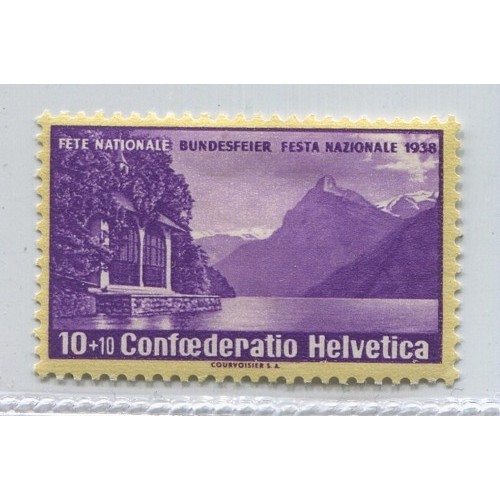 FÊTE NATIONALE BUNDESFEIER FESTA NAZIONALE 1938
10+10 Confœderatio Helvetica
COURVOISIER S. A.